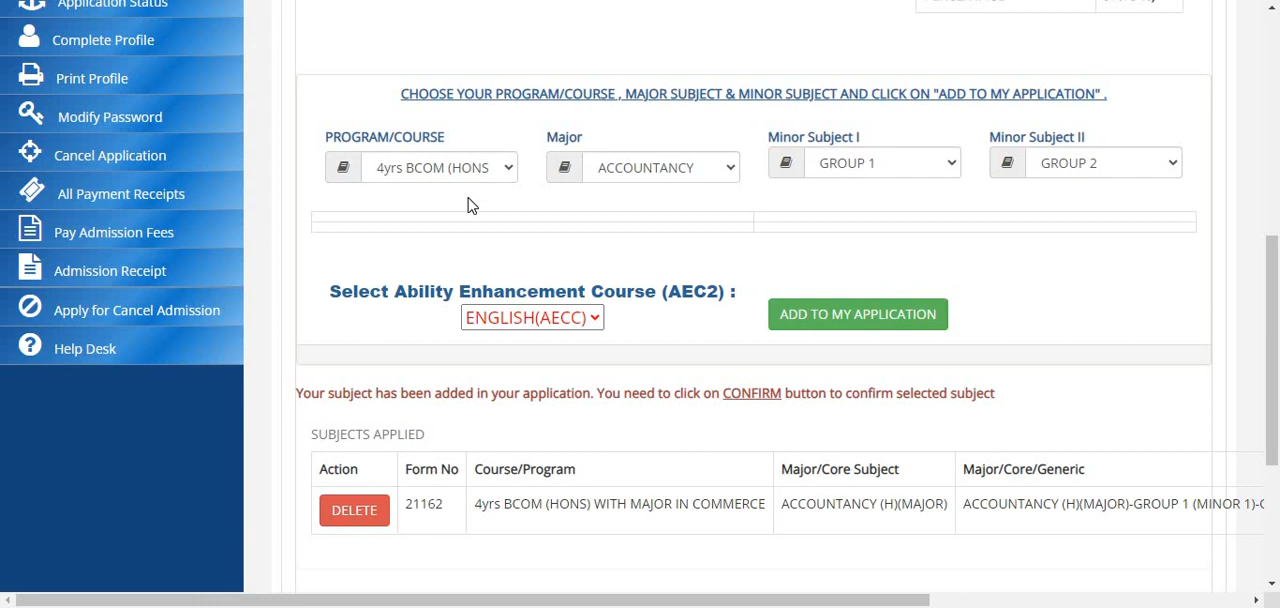 Application Status
Complete Profile
Print Profile
Modify Password
Cancel Application
All Payment Receipts
Pay Admission Fees
Admission Receipt
Apply for Cancel Admission
Help Desk
CHOOSE YOUR PROGRAM/COURSE , MAJOR SUBJECT & MINOR SUBJECT AND CLICK ON "ADD TO MY APPLICATION" .
PROGRAM/COURSE Major Minor Subject I Minor Subject II
4yrs BCOM (HONS ACCOUNTANCY GROUP 1 GROUP 2
Select Ability Enhancement Course (AEC2) :
ENGLISH(AECC) ADD TO MY APPLICATION
Your subject has been added in your application. You need to click on CONFIRM button to confirm selected subject
SUBJECTS APPLIED
Action Form No Course/Program Major/Core Subject Major/Core/Generic
DELETE 21162 4yrs BCOM (HONS) WITH MAJOR IN COMMERCE ACCOUNTANCY (H)(MAJOR) ACCOUNTANCY (H)(MAJOR)-GROUP 1 (MINOR 1)-